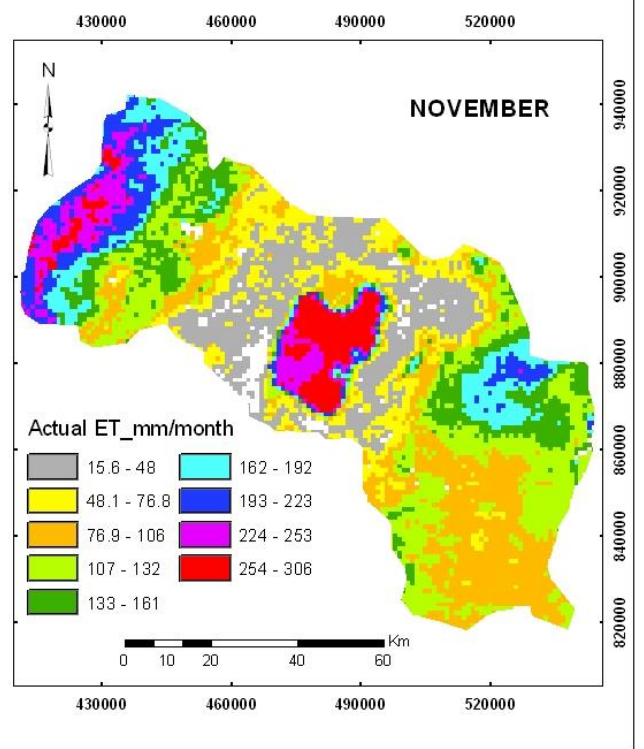 430000 460000 490000 520000
N
NOVEMBER
940000
920000
900000
880000
860000
840000
820000
Actual ET_mm/month
15.6 - 48
48.1 - 76.8
76.9 - 106
107 - 132
133 - 161
162 - 192
193 - 223
224 - 253
254 - 306
Km
0 10 20 40 60
430000 460000 490000 520000